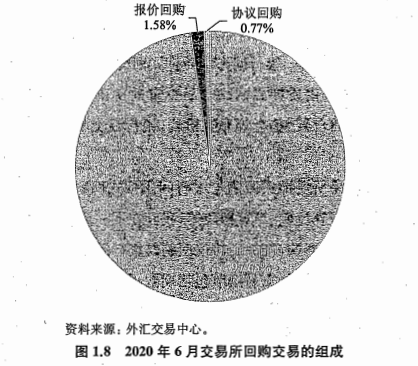 报价回购
1.58%
协议回购
0.77%
资料来源：外汇交易中心。
图 1.8 2020 年 6 月交易所回购交易的组成